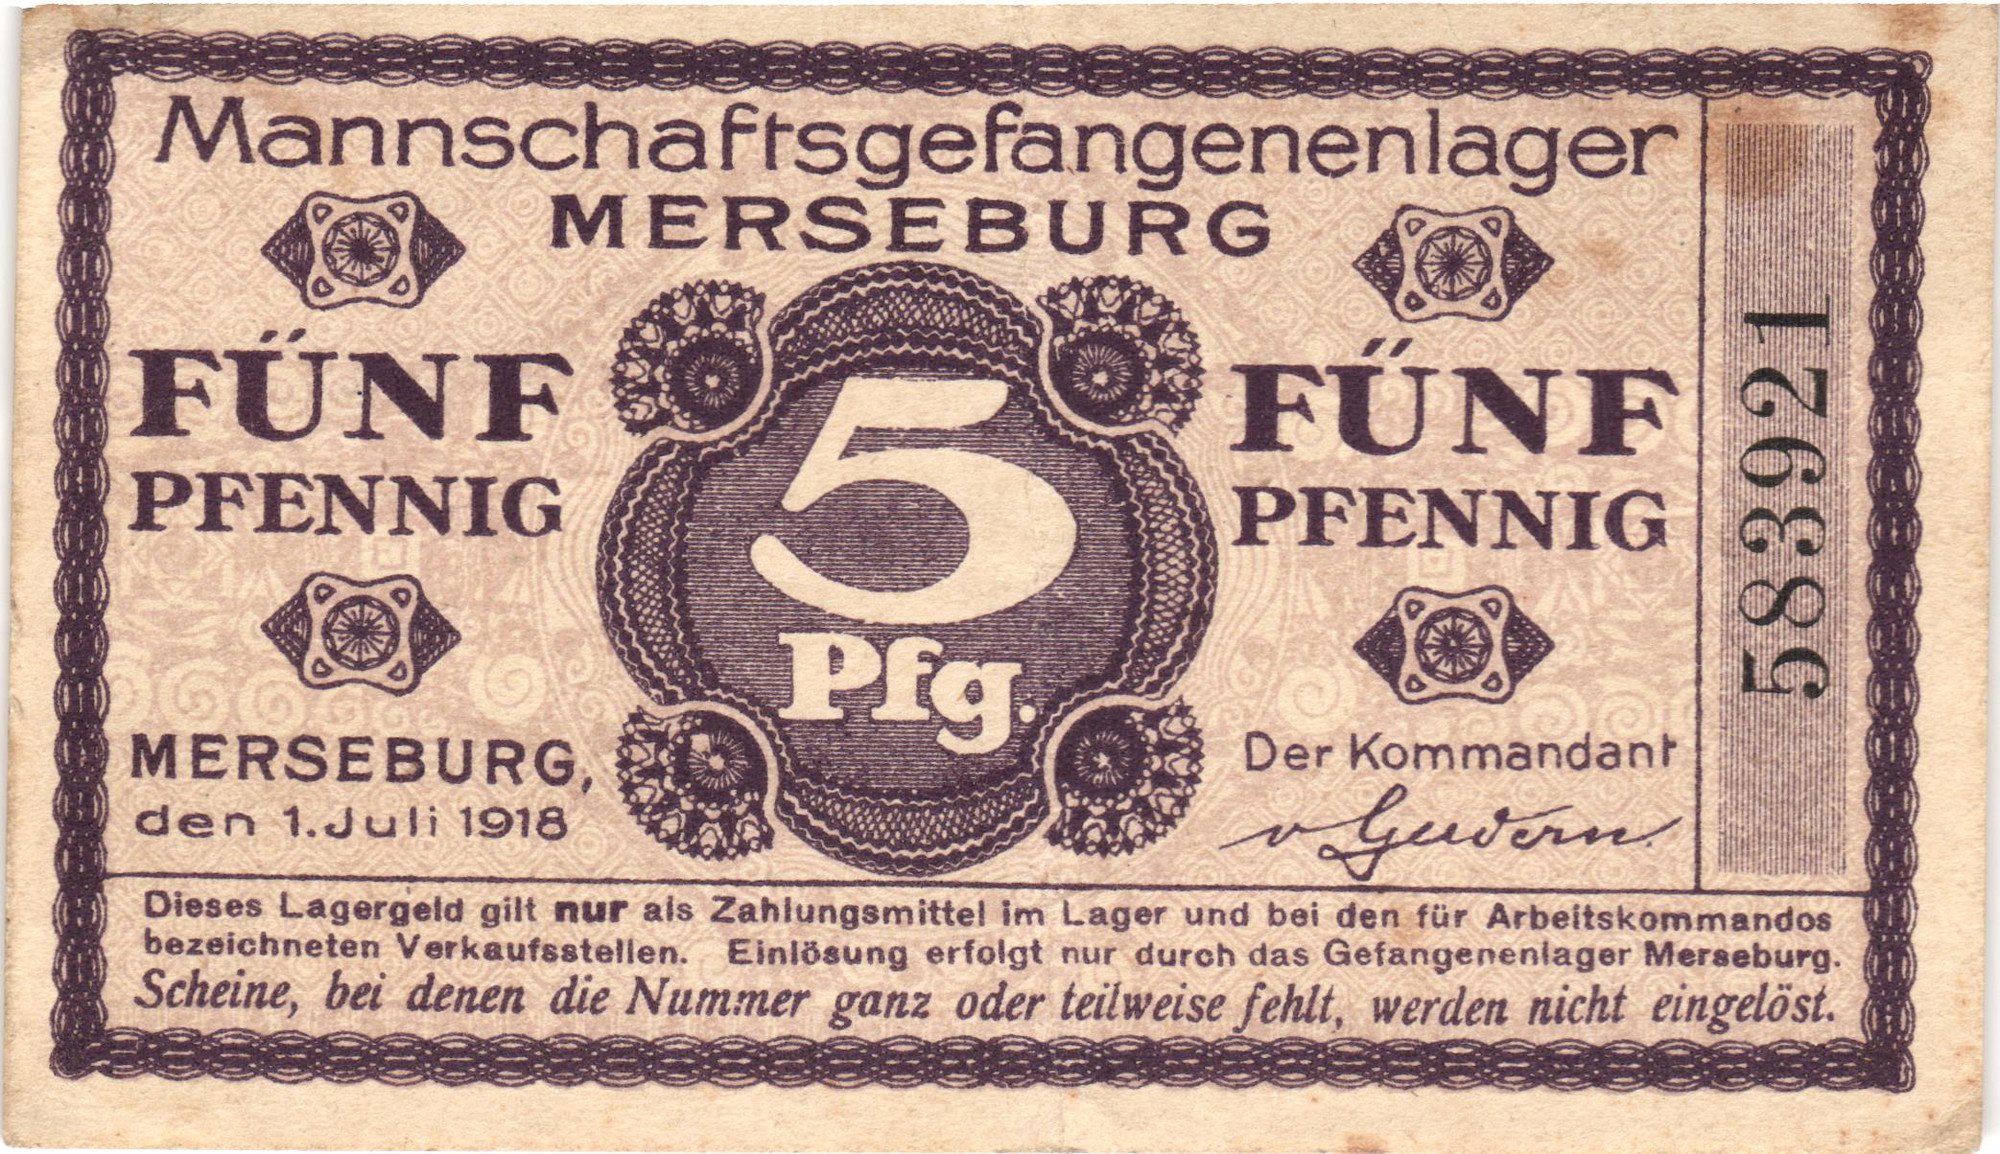 Mannschaftsgefangenenlager
MERSEBURG
FÜNF
PFENNIG
5
Pfg.
FÜNF
PFENNIG
583921
MERSEBURG,
den 1. Juli 1918
Der Kommandant
Dieses Lagergeld gilt nur als Zahlungsmittel im Lager und bei den für Arbeitskommandos
bezeichneten Verkaufsstellen. Einlösung erfolgt nur durch das Gefangenenlager Merseburg.
Scheine, bei denen die Nummer ganz oder teilweise fehlt, werden nicht eingelöst.